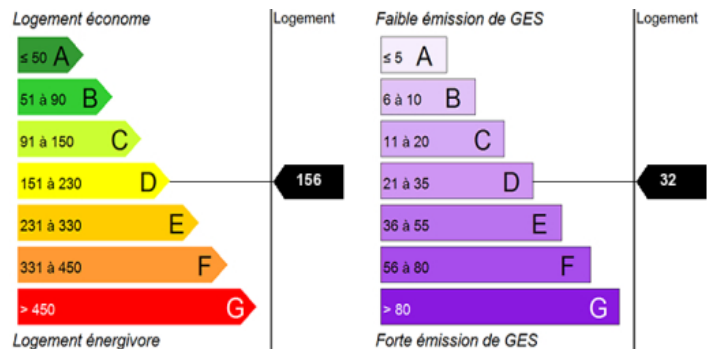 Logement économe
Logement
≤ 50 A
51 à 90 B
91 à 150 C
151 à 230 D
156
231 à 330 E
331 à 450 F
> 450 G
Logement énergivore
Faible émission de GES
Logement
≤ 5 A
6 à 10 B
11 à 20 C
21 à 35 D
32
36 à 55 E
56 à 80 F
> 80 G
Forte émission de GES